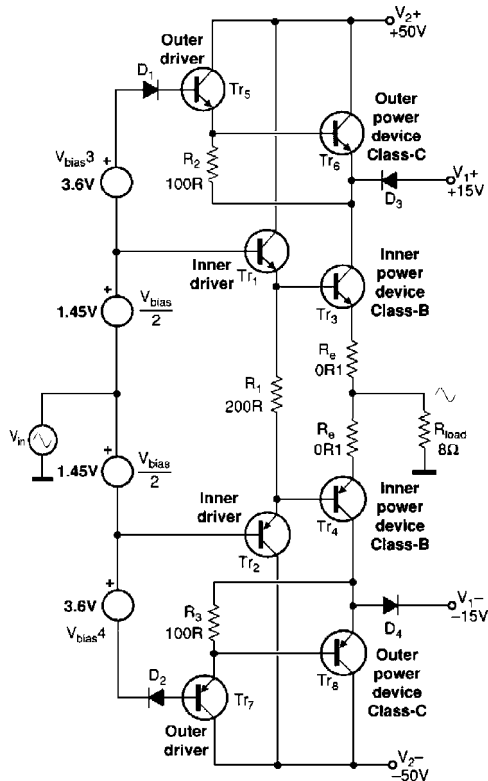 Outer
driver
D1
Tr5
V2+
+50V
Outer
power
device
Class-C
Tr6
Vbias3
3.6V
+
R2
100R
D3
V1+
+15V
Inner
driver
Tr1
Inner
power
device
Class-B
Tr3
+
1.45V
Vbias
2
Re
0R1
R1
200R
Vin
Re
0R1
Rload
8Ω
+
1.45V
Vbias
2
Inner
driver
Tr2
Inner
power
device
Class-B
Tr4
+
3.6V
Vbias4
R3
100R
D4
V1–
–15V
D2
Tr7
Outer
driver
Tr8
Outer
power
device
Class-C
V2–
–50V